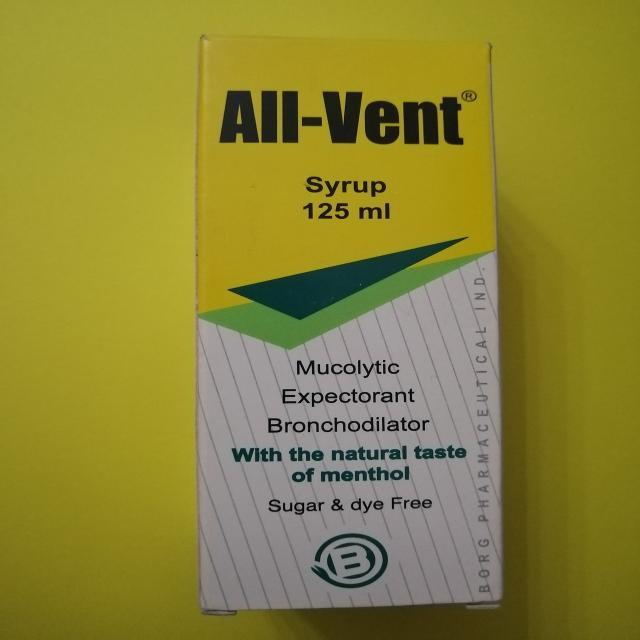 All-Vent®
Syrup
125 ml
Mucolytic
Expectorant
Bronchodilator
With the natural taste
of menthol
Sugar & dye Free
B
BORG PHARMACEUTICAL IND.